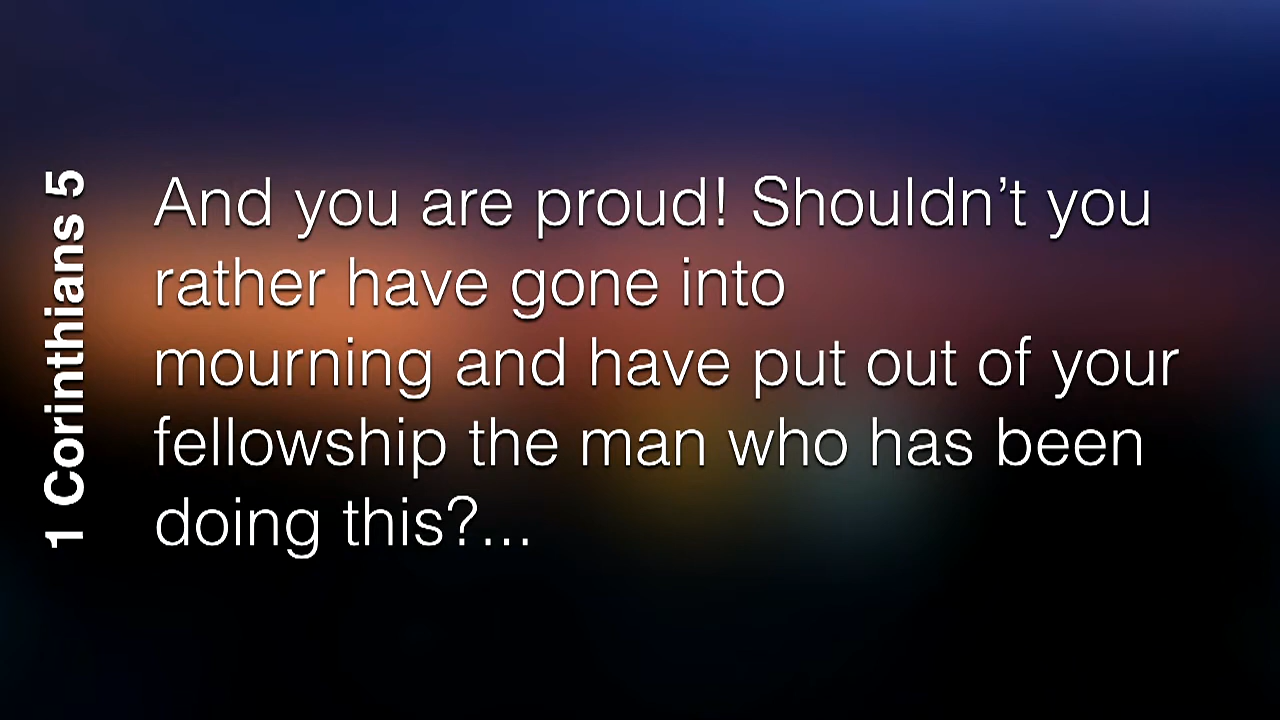 1 Corinthians 5
And you are proud! Shouldn’t you
rather have gone into
mourning and have put out of your
fellowship the man who has been
doing this?...